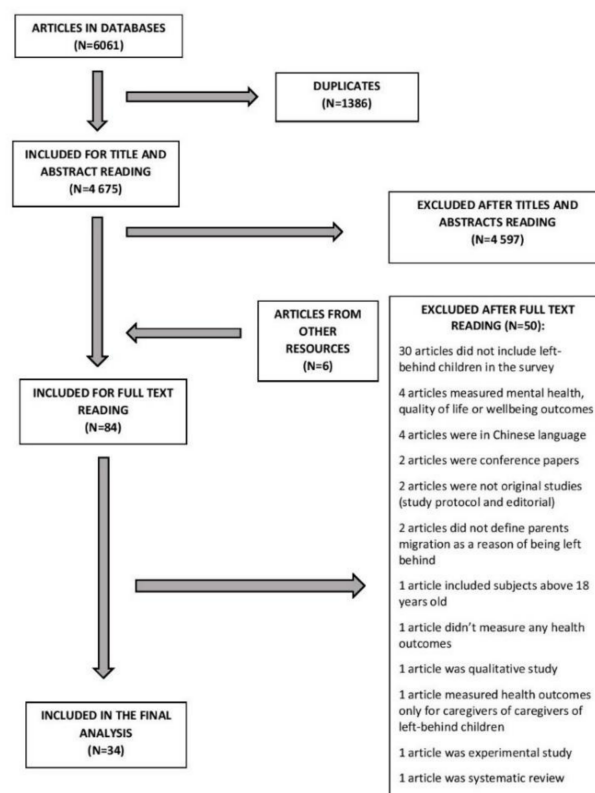 ARTICLES IN DATABASES
(N=6061)
DUPLICATES
(N=1386)
INCLUDED FOR TITLE AND
ABSTRACT READING
(N=4 675)
EXCLUDED AFTER TITLES AND
ABSTRACTS READING
(N=4 597)
ARTICLES FROM
OTHER
RESOURCES
(N=6)
INCLUDED FOR FULL TEXT
READING
(N=84)
EXCLUDED AFTER FULL TEXT
READING (N=50):
30 articles did not include left-
behind children in the survey
4 articles measured mental health,
quality of life or wellbeing outcomes
4 articles were in Chinese language
2 articles were conference papers
2 articles were not original studies
(study protocol and editorial)
2 articles did not define parents
migration as a reason of being left
behind
1 article included subjects above 18
years old
1 article didn't measure any health
outcomes
1 article was qualitative study
1 article measured health outcomes
only for caregivers of caregivers of
left-behind children
1 article was experimental study
1 article was systematic review
INCLUDED IN THE FINAL
ANALYSIS
(N=34)